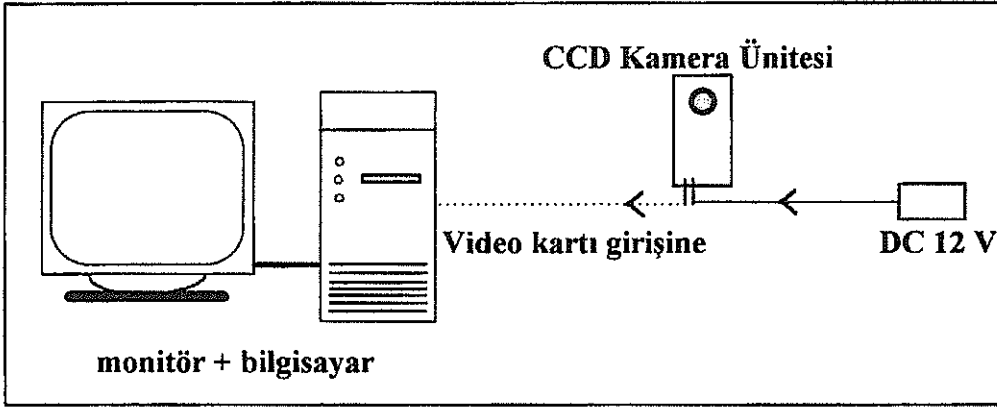 CCD Kamera Ünitesi
Video kartı girişine
DC 12 V
monitör + bilgisayar